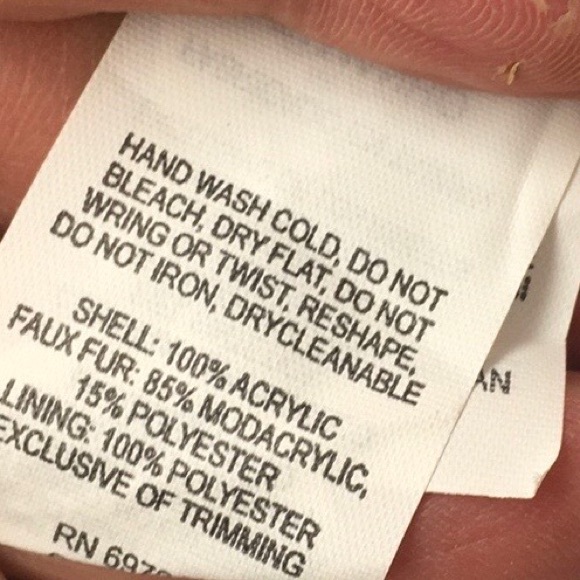 HAND WASH COLD, DO NOT
BLEACH, DRY FLAT, DO NOT
WRING OR TWIST, RESHAPE,
DO NOT IRON, DRYCLEANABLE
SHELL: 100% ACRYLIC
FAUX FUR: 85% MODACRYLIC,
15% POLYESTER
LINING: 100% POLYESTER
EXCLUSIVE OF TRIMMING
RN